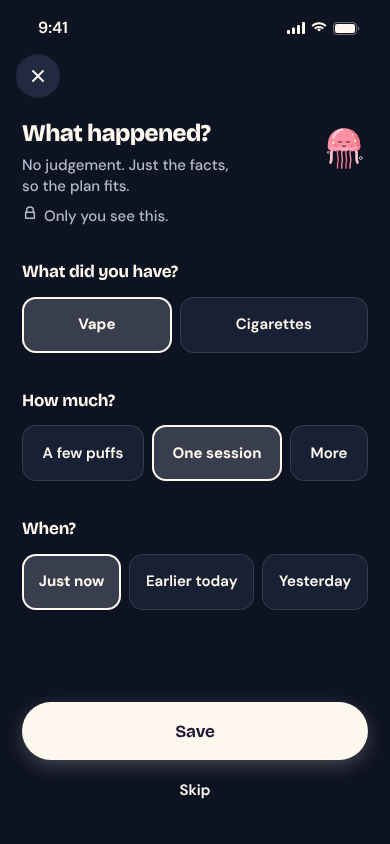 9:41
What happened?
No judgement. Just the facts,
so the plan fits.
Only you see this.
What did you have?
Vape
Cigarettes
How much?
A few puffs
One session
More
When?
Just now
Earlier today
Yesterday
Save
Skip